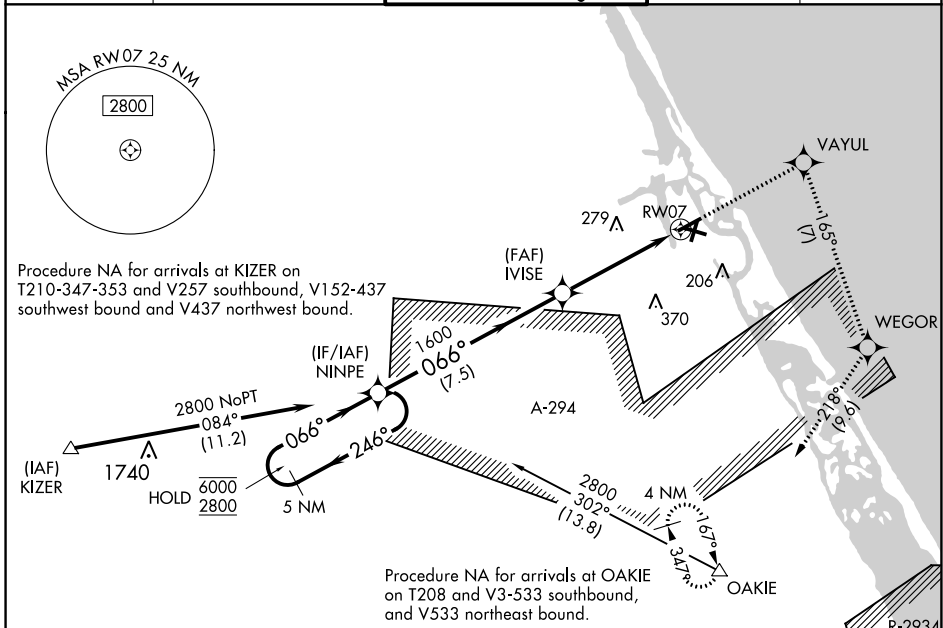 MSA RW07 25 NM
2800
VAYUL
279
RW07
165°
(7)
(FAF)
IVISE
206
370
Procedure NA for arrivals at KIZER on
T210-347-353 and V257 southbound, V152-437
southwest bound and V437 northwest bound.
WEGOR
(IF/IAF)
NINPE
1600
066°
(7.5)
2800 NoPT
084°
(11.2)
A-294
218°
(9.6)
066°
246°
(IAF)
KIZER
1740
HOLD
6000
2800
5 NM
2800
302°
(13.8)
4 NM
167°
347°
OAKIE
Procedure NA for arrivals at OAKIE
on T208 and V3-533 southbound,
and V533 northeast bound.
R-2934